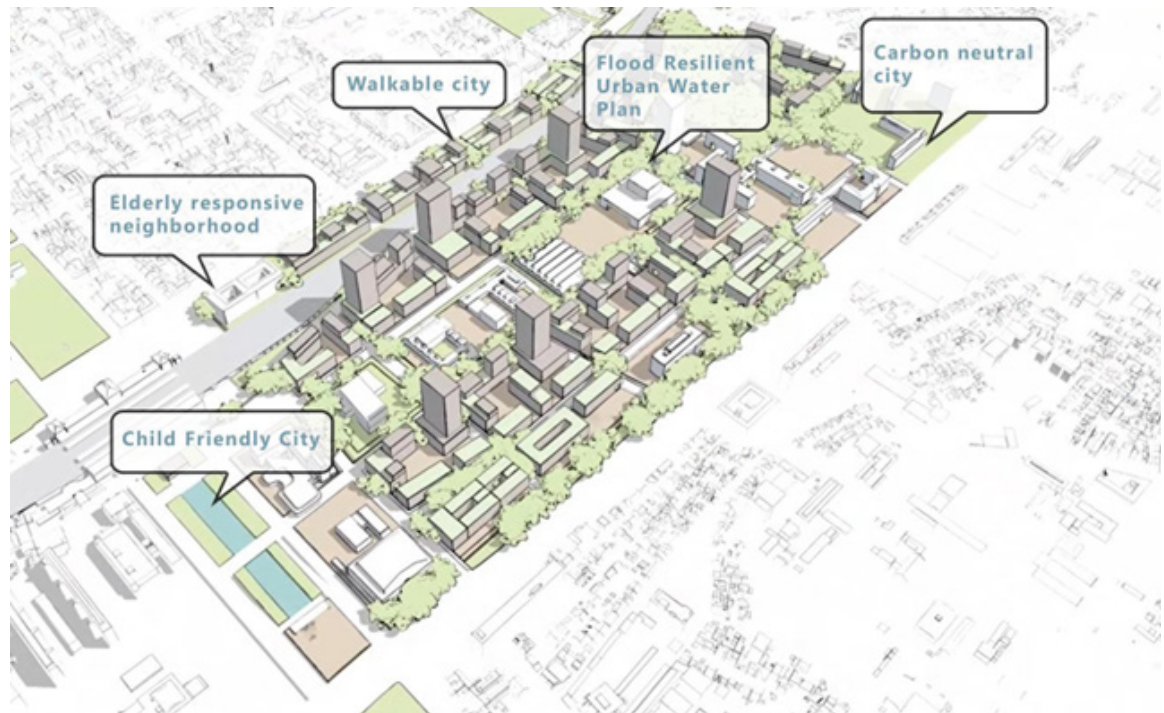 Flood Resilient
Urban Water
Plan
Carbon neutral
city
Walkable city
Elderly responsive
neighborhood
Child Friendly City